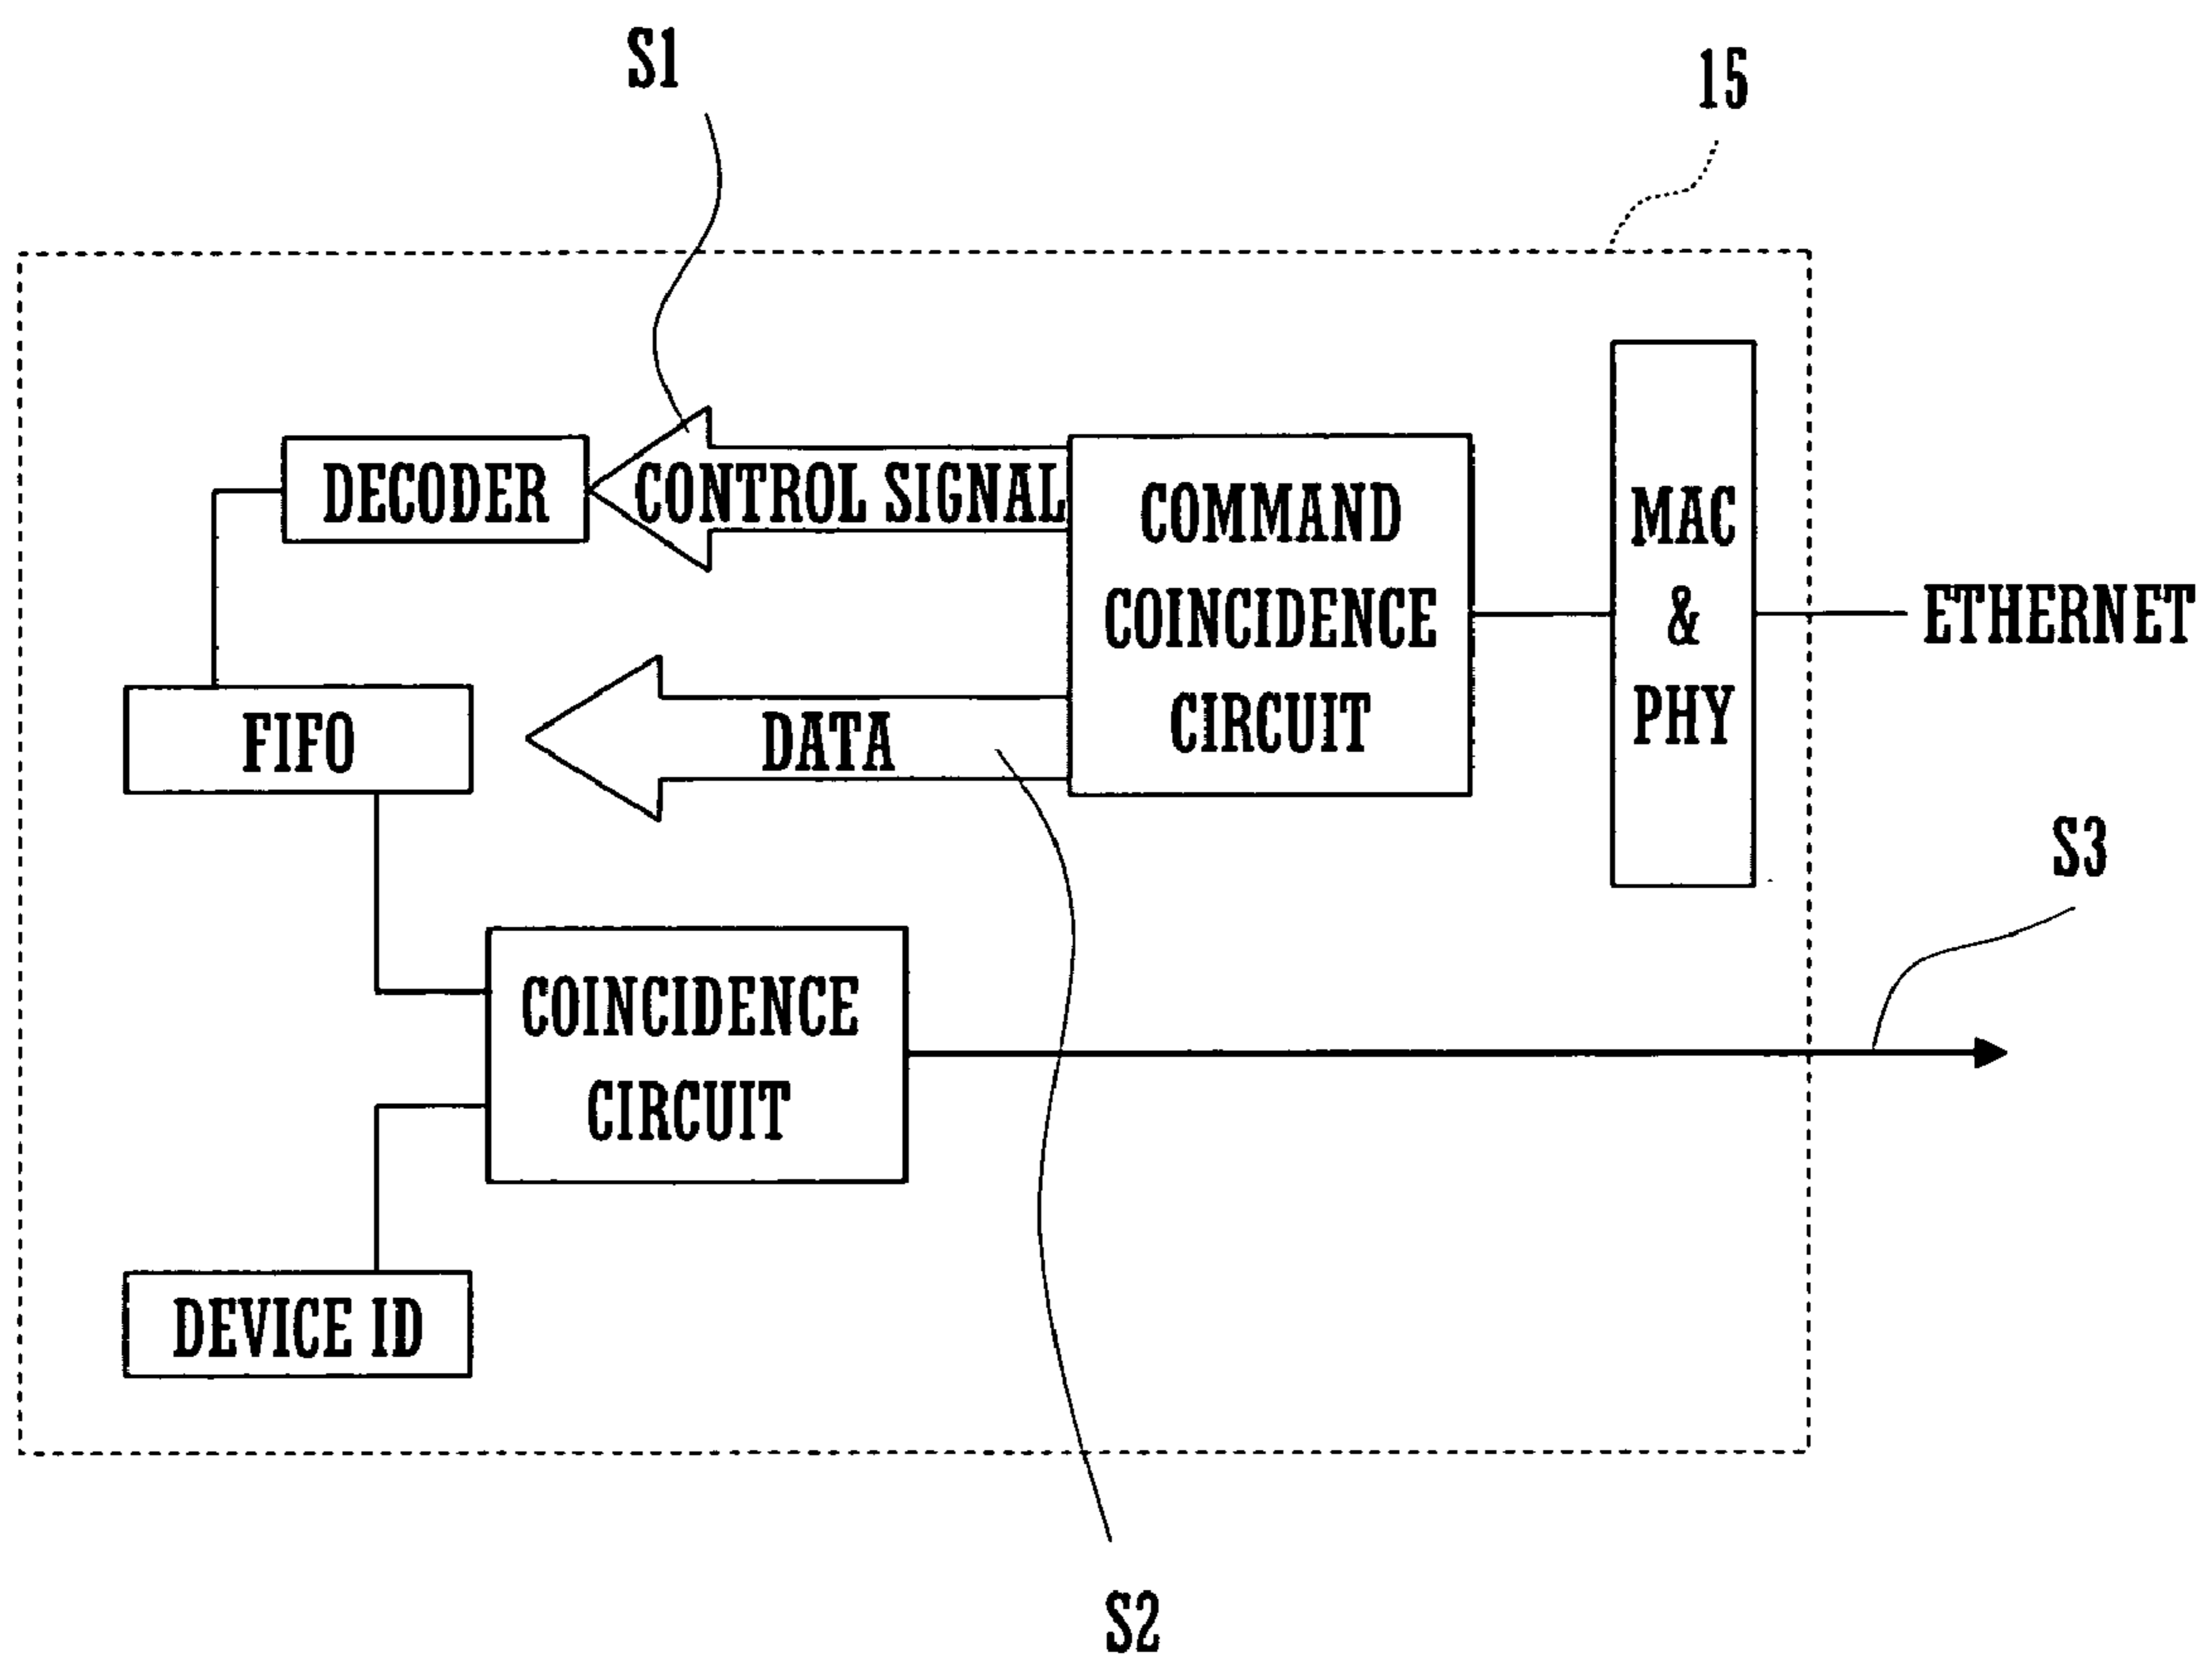 S1
15
DECODER
CONTROL SIGNAL
COMMAND
COINCIDENCE
CIRCUIT
MAC
&
PHY
ETHERNET
FIFO
DATA
S3
COINCIDENCE
CIRCUIT
DEVICE ID
S2